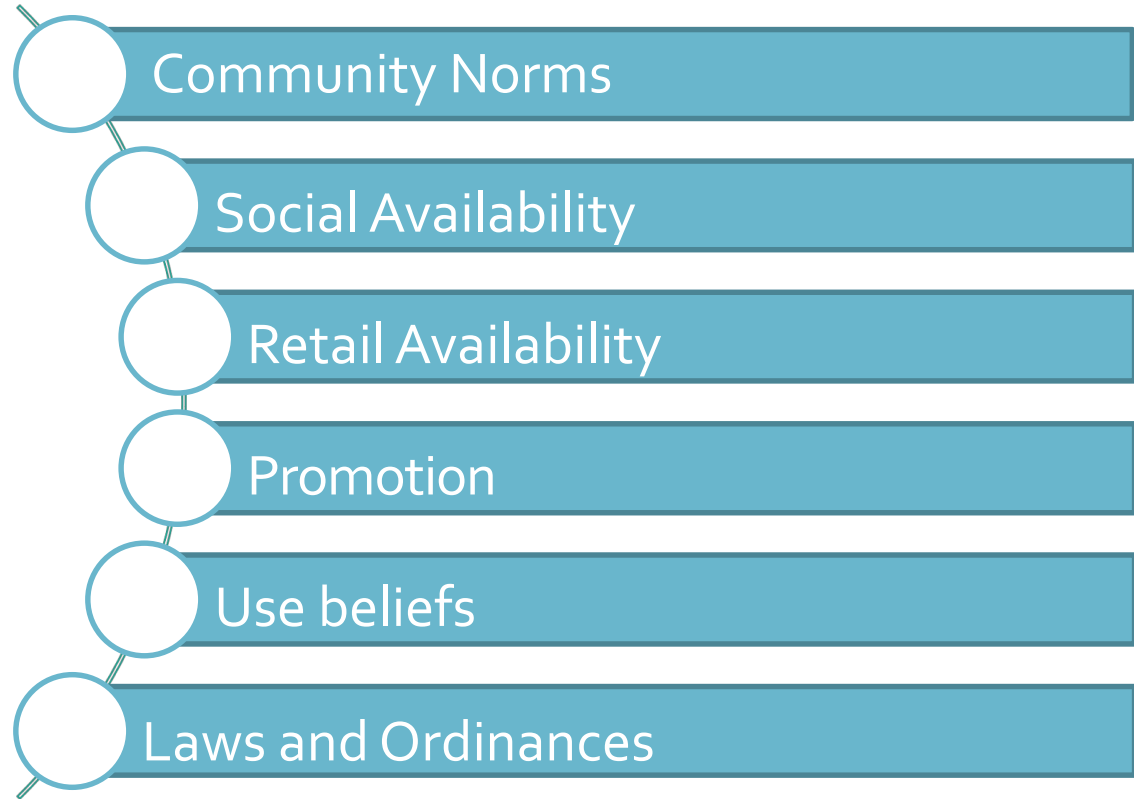 Community Norms
Social Availability
Retail Availability
Promotion
Use beliefs
Laws and Ordinances